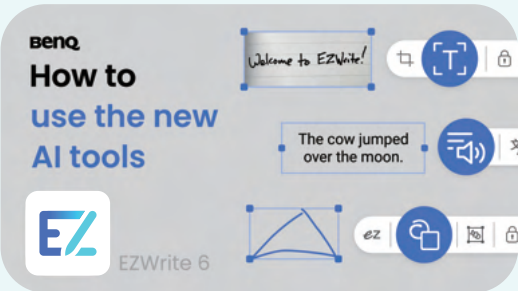 BenQ
How to
use the new
AI tools
EZ
EZWrite 6
Welcome to EZWrite!
T
The cow jumped
over the moon.
ez